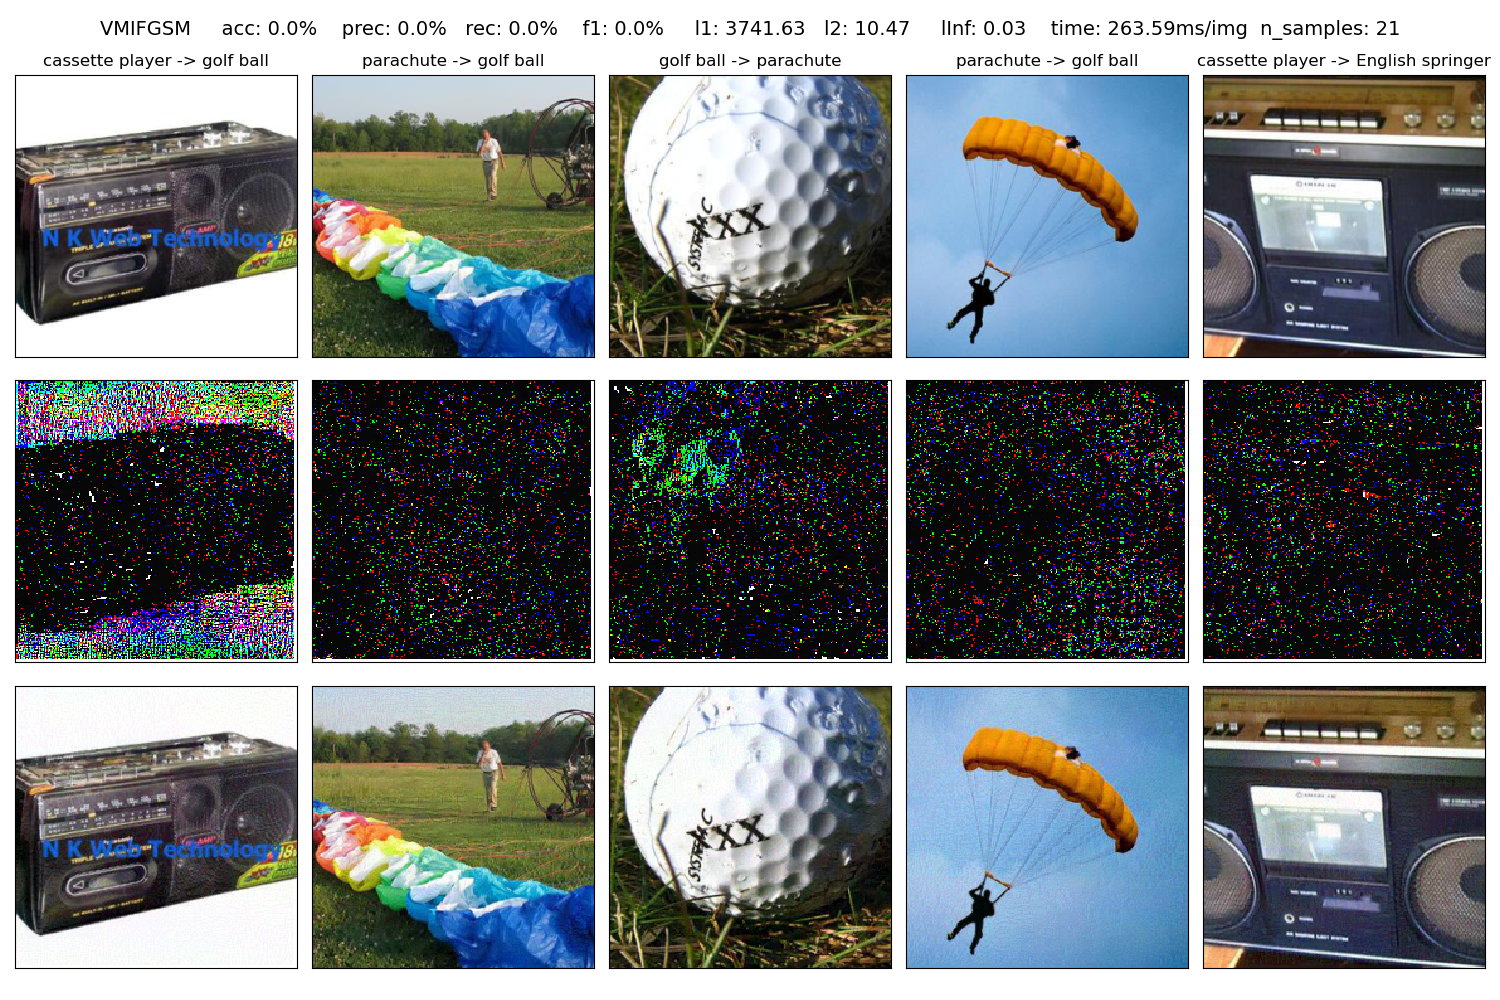 VMIFGSM acc: 0.0% prec: 0.0% rec: 0.0% f1: 0.0% l1: 3741.63 l2: 10.47 lInf: 0.03 time: 263.59ms/img n_samples: 21
cassette player -> golf ball
parachute -> golf ball
golf ball -> parachute
parachute -> golf ball
cassette player -> English springer
N K Web Technology
XXX
N K Web Technology
XXX